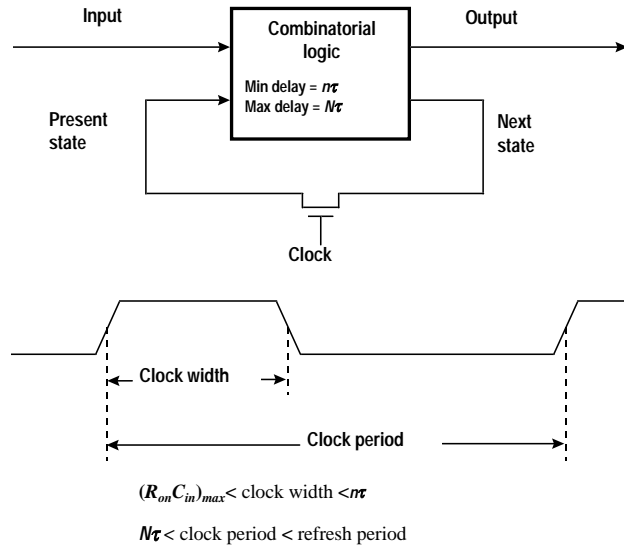 Input
Output
Combinatorial
logic
Min delay = nτ
Max delay = Nτ
Present
state
Next
state
Clock
Clock width
Clock period
(RonCin)max< clock width <nτ
Nτ < clock period < refresh period